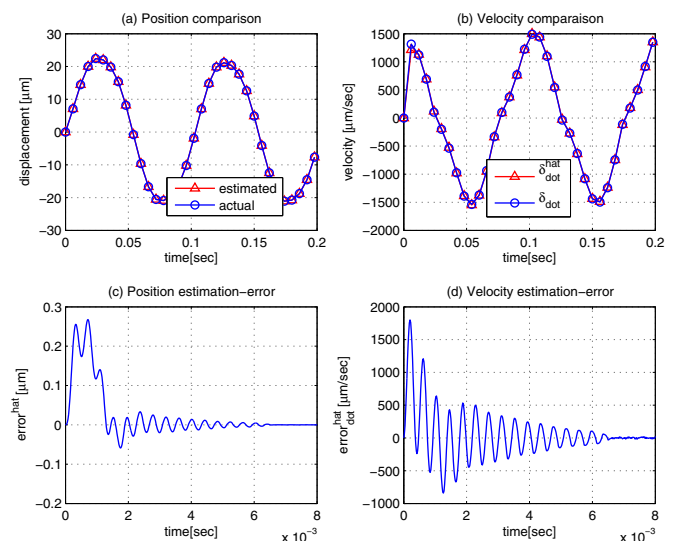 (a) Position comparison
displacement [μm]
30
20
10
0
−10
−20
−30
0
0.05
0.1
0.15
0.2
time[sec]
estimated
actual
(b) Velocity comparaison
velocity [μm/sec]
1500
1000
500
0
−500
−1000
−1500
−2000
0
0.05
0.1
0.15
0.2
time[sec]
δ^hat_dot
δ_dot
(c) Position estimation−error
error^hat [μm]
0.3
0.2
0.1
0
−0.1
−0.2
0
2
4
6
8
time[sec]
x 10^−3
(d) Velocity estimation−error
error^hat_dot [μm/sec]
2000
1500
1000
500
0
−500
−1000
0
2
4
6
8
time[sec]
x 10^−3